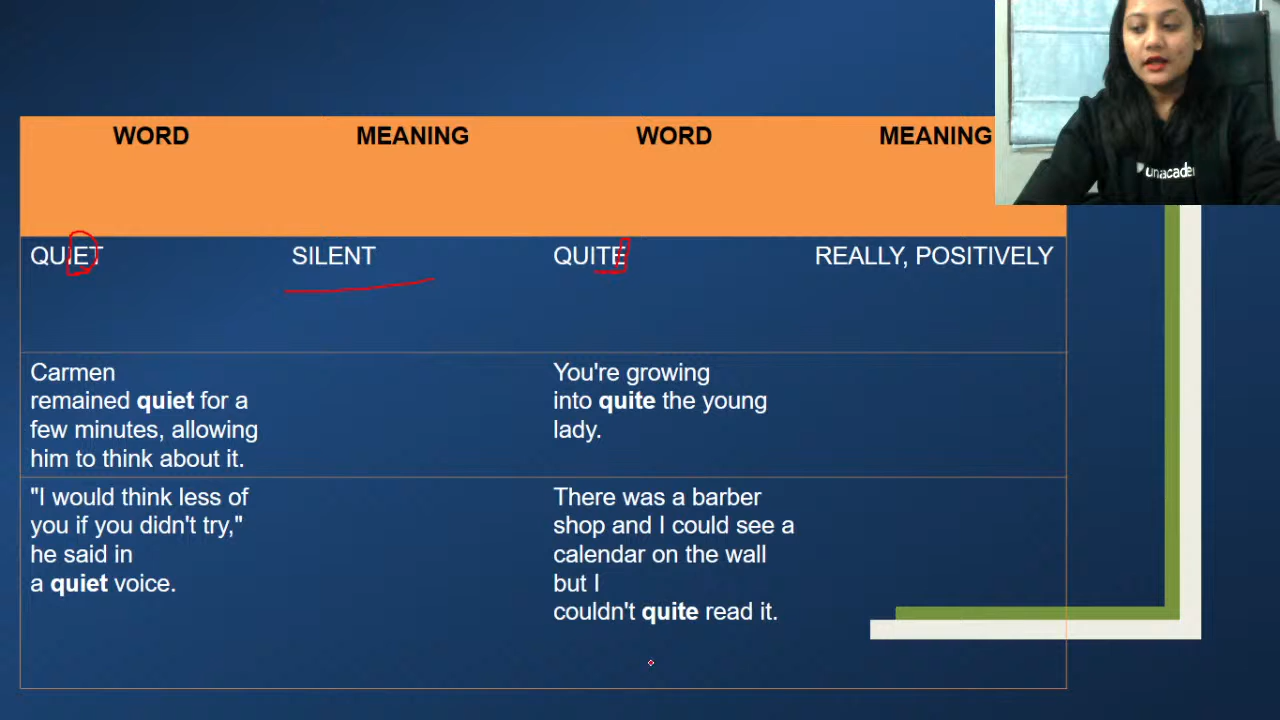 WORD MEANING WORD MEANING
QUIET SILENT QUITE REALLY, POSITIVELY
Carmen
remained quiet for a
few minutes, allowing
him to think about it.
You're growing
into quite the young
lady.
"I would think less of
you if you didn't try,"
he said in
a quiet voice.
There was a barber
shop and I could see a
calendar on the wall
but I
couldn't quite read it.
unacade